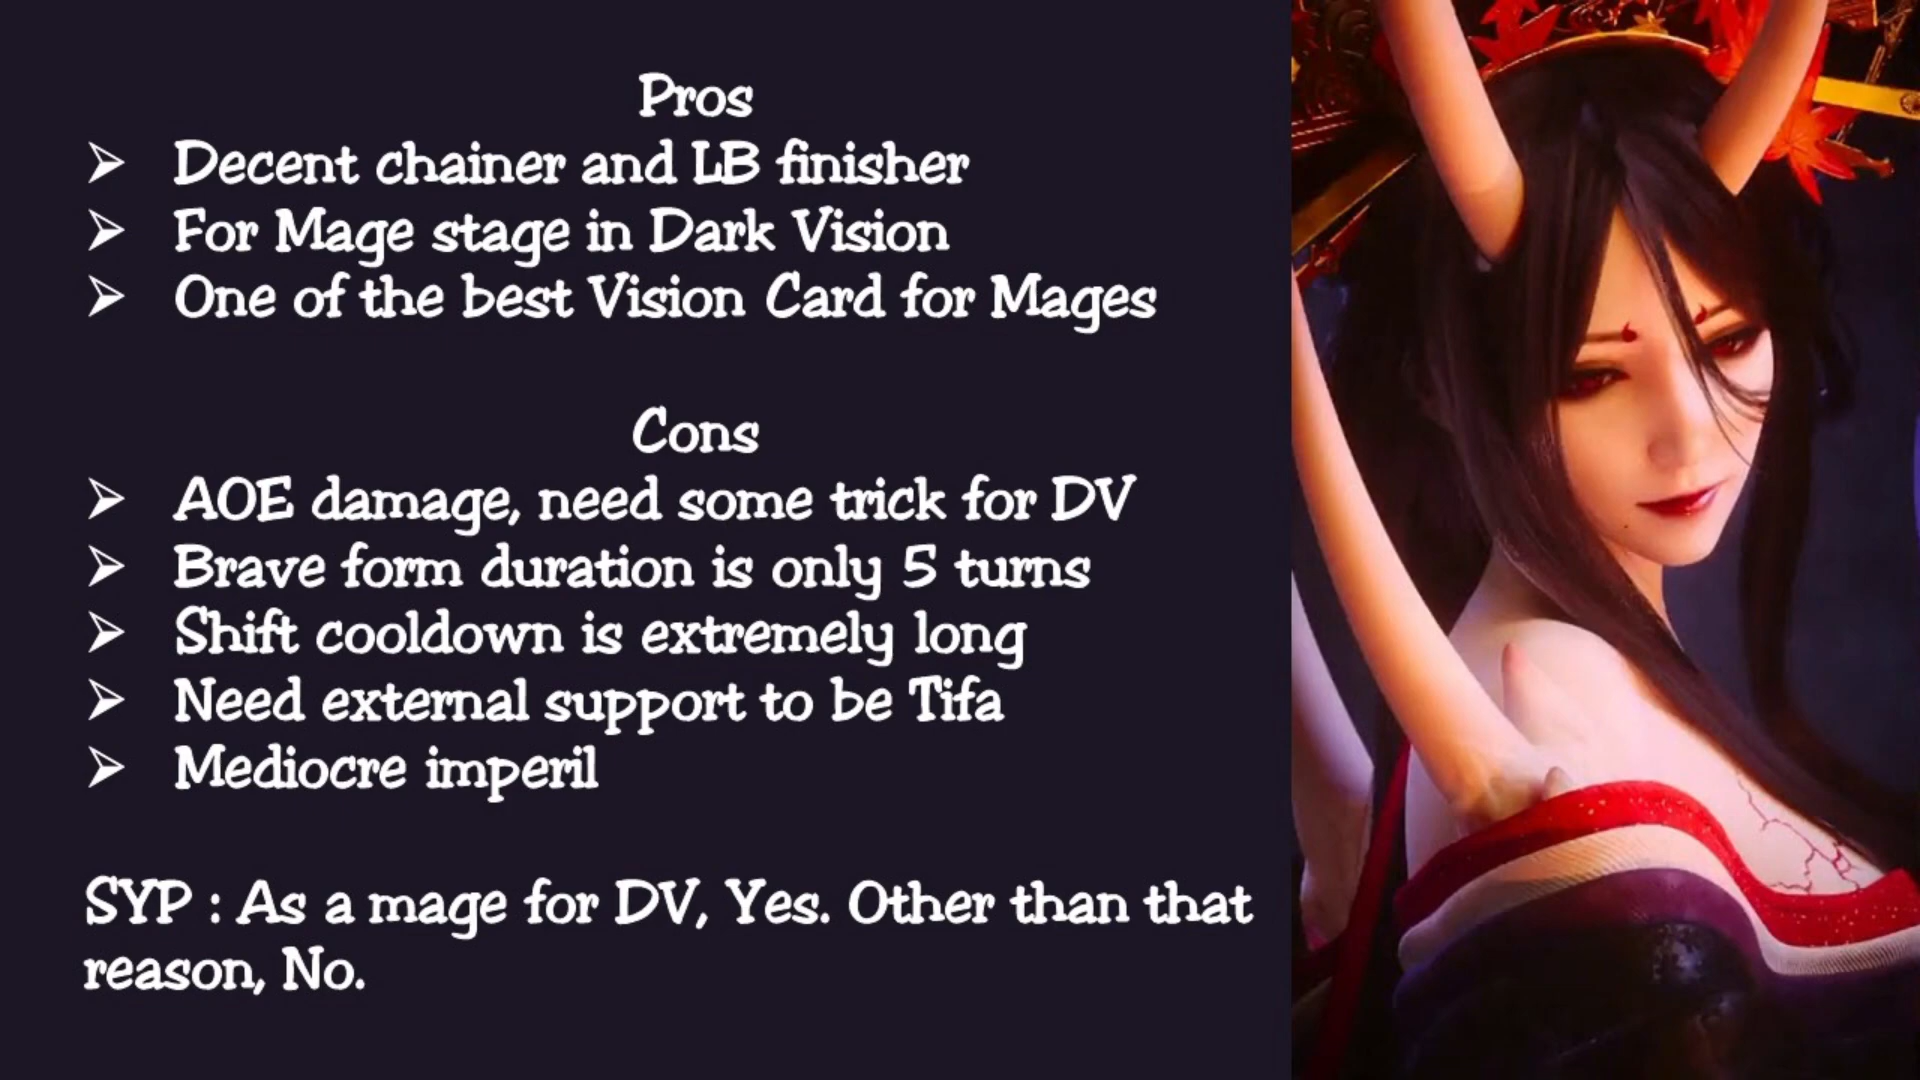 Pros
➢ Decent chainer and LB finisher
➢ For Mage stage in Dark Vision
➢ One of the best Vision Card for Mages
Cons
➢ AOE damage, need some trick for DV
➢ Brave form duration is only 5 turns
➢ Shift cooldown is extremely long
➢ Need external support to be Tifa
➢ Mediocre imperil
SYP : As a mage for DV, Yes. Other than that
reason, No.